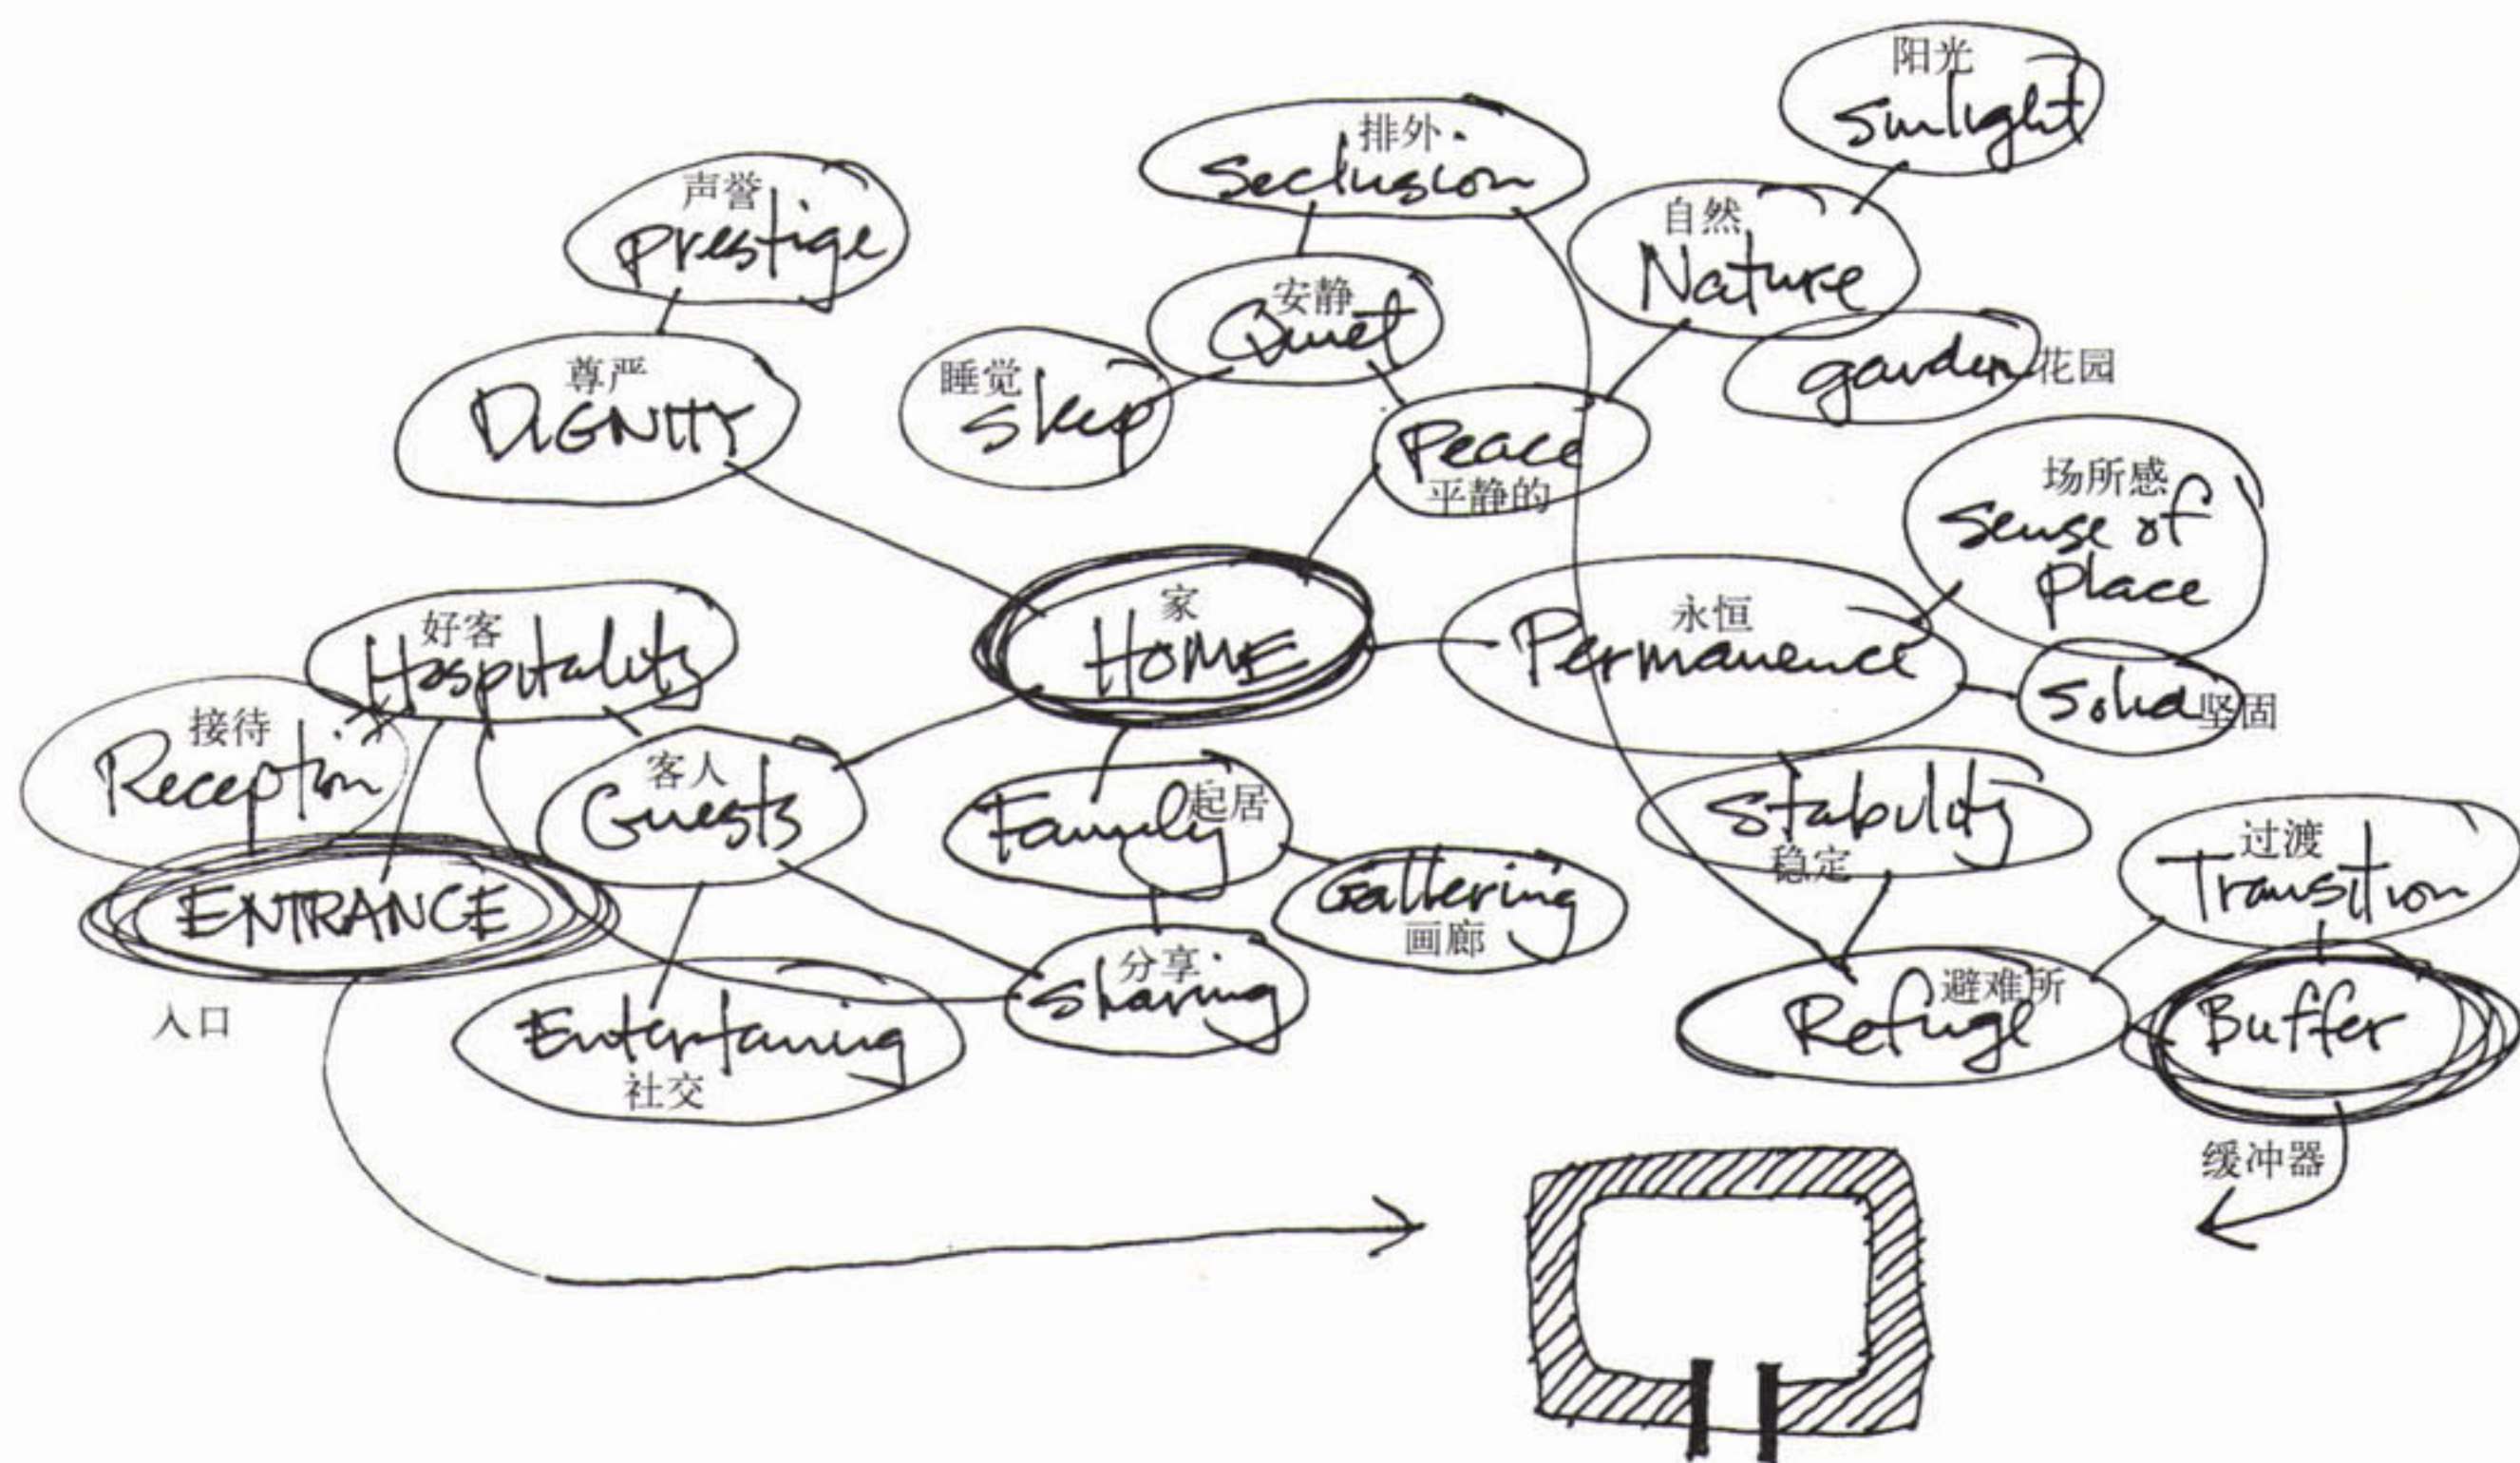 阳光
sunlight
排外
Seclusion
声誉
prestige
自然
Nature
安静
Quiet
garden 花园
睡觉
sleep
尊严
DIGNITY
Peace
平静的
场所感
sense of
place
家
HOME
永恒
Permanence
好客
Hospitality
Solid 坚固
接待
Reception
客人
Guests
起居
Family
Stability
稳定
过渡
Transition
Gathering
画廊
ENTRANCE
入口
分享
sharing
避难所
Refuge
Buffer
缓冲器
Entertaining
社交